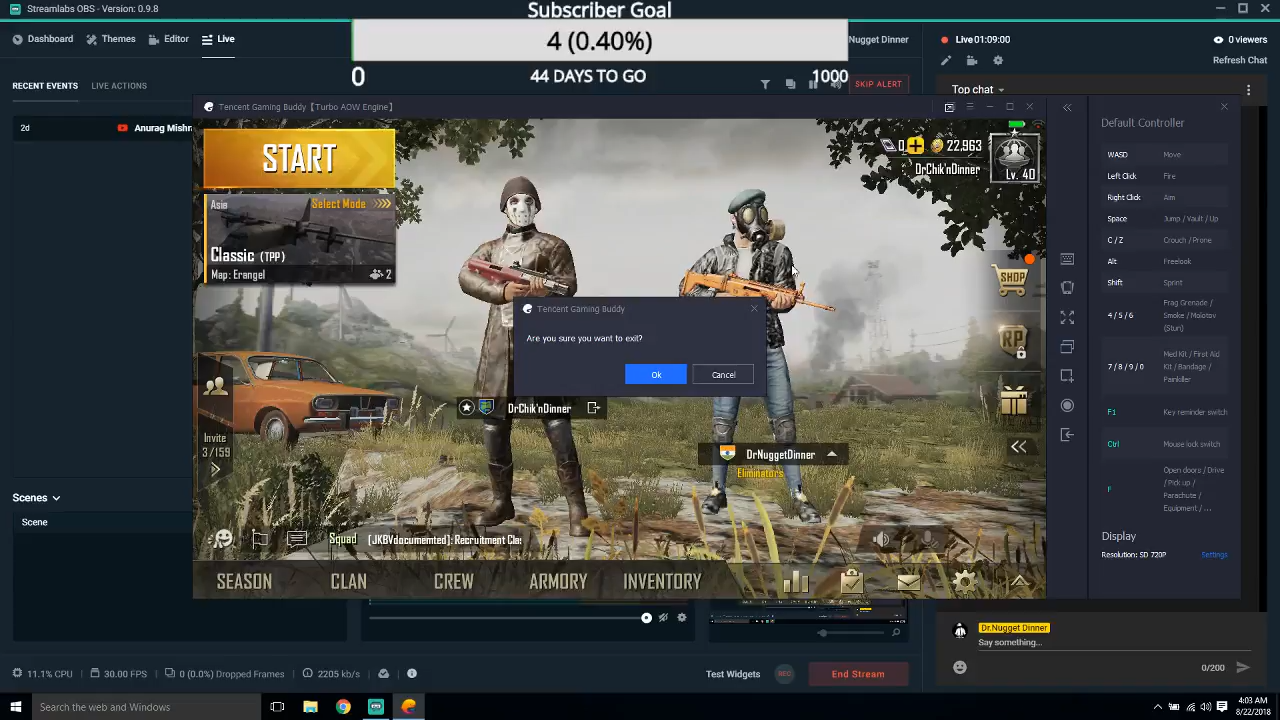 Streamlabs OBS - Version: 0.9.8
Subscriber Goal
4 (0.40%)
0
44 DAYS TO GO
1000
Dashboard
Themes
Editor
Live
Nugget Dinner
Live 01:09:00
0 viewers
Refresh Chat
RECENT EVENTS
LIVE ACTIONS
SKIP ALERT
Top chat
2d
Anurag Mishr
Tencent Gaming Buddy【Turbo AOW Engine】
START
Asia
Select Mode
Classic (TPP)
Map: Erangel
2
0
22,963
DrChik'nDinner
Lv. 40
SHOP
RP
Invite
3/159
Tencent Gaming Buddy
Are you sure you want to exit?
Ok
Cancel
DrChik'nDinner
DrNuggetDinner
Eliminators
Squad
[JKBVdocumemted]: Recruitment Cle:
SEASON
CLAN
CREW
ARMORY
INVENTORY
Default Controller
WASD Move
Left Click Fire
Right Click Aim
Space Jump / Vault / Up
C / Z Crouch / Prone
Alt Freelook
Shift Sprint
4 / 5 / 6 Frag Grenade / Smoke / Molotov (Stun)
7 / 8 / 9 / 0 Med Kit / First Aid Kit / Bandage / Painkiller
F1 Key reminder switch
Ctrl Mouse lock switch
F Open doors / Drive / Pick up / Parachute / Equipment / ...
Display
Resolution: SD 720P
Settings
Scenes
Scene
Dr.Nugget Dinner
Say something...
0/200
11.1% CPU
30.00 FPS
0 (0.0%) Dropped Frames
2205 kb/s
Test Widgets
REC
End Stream
Search the web and Windows
4:03 AM
8/22/2018